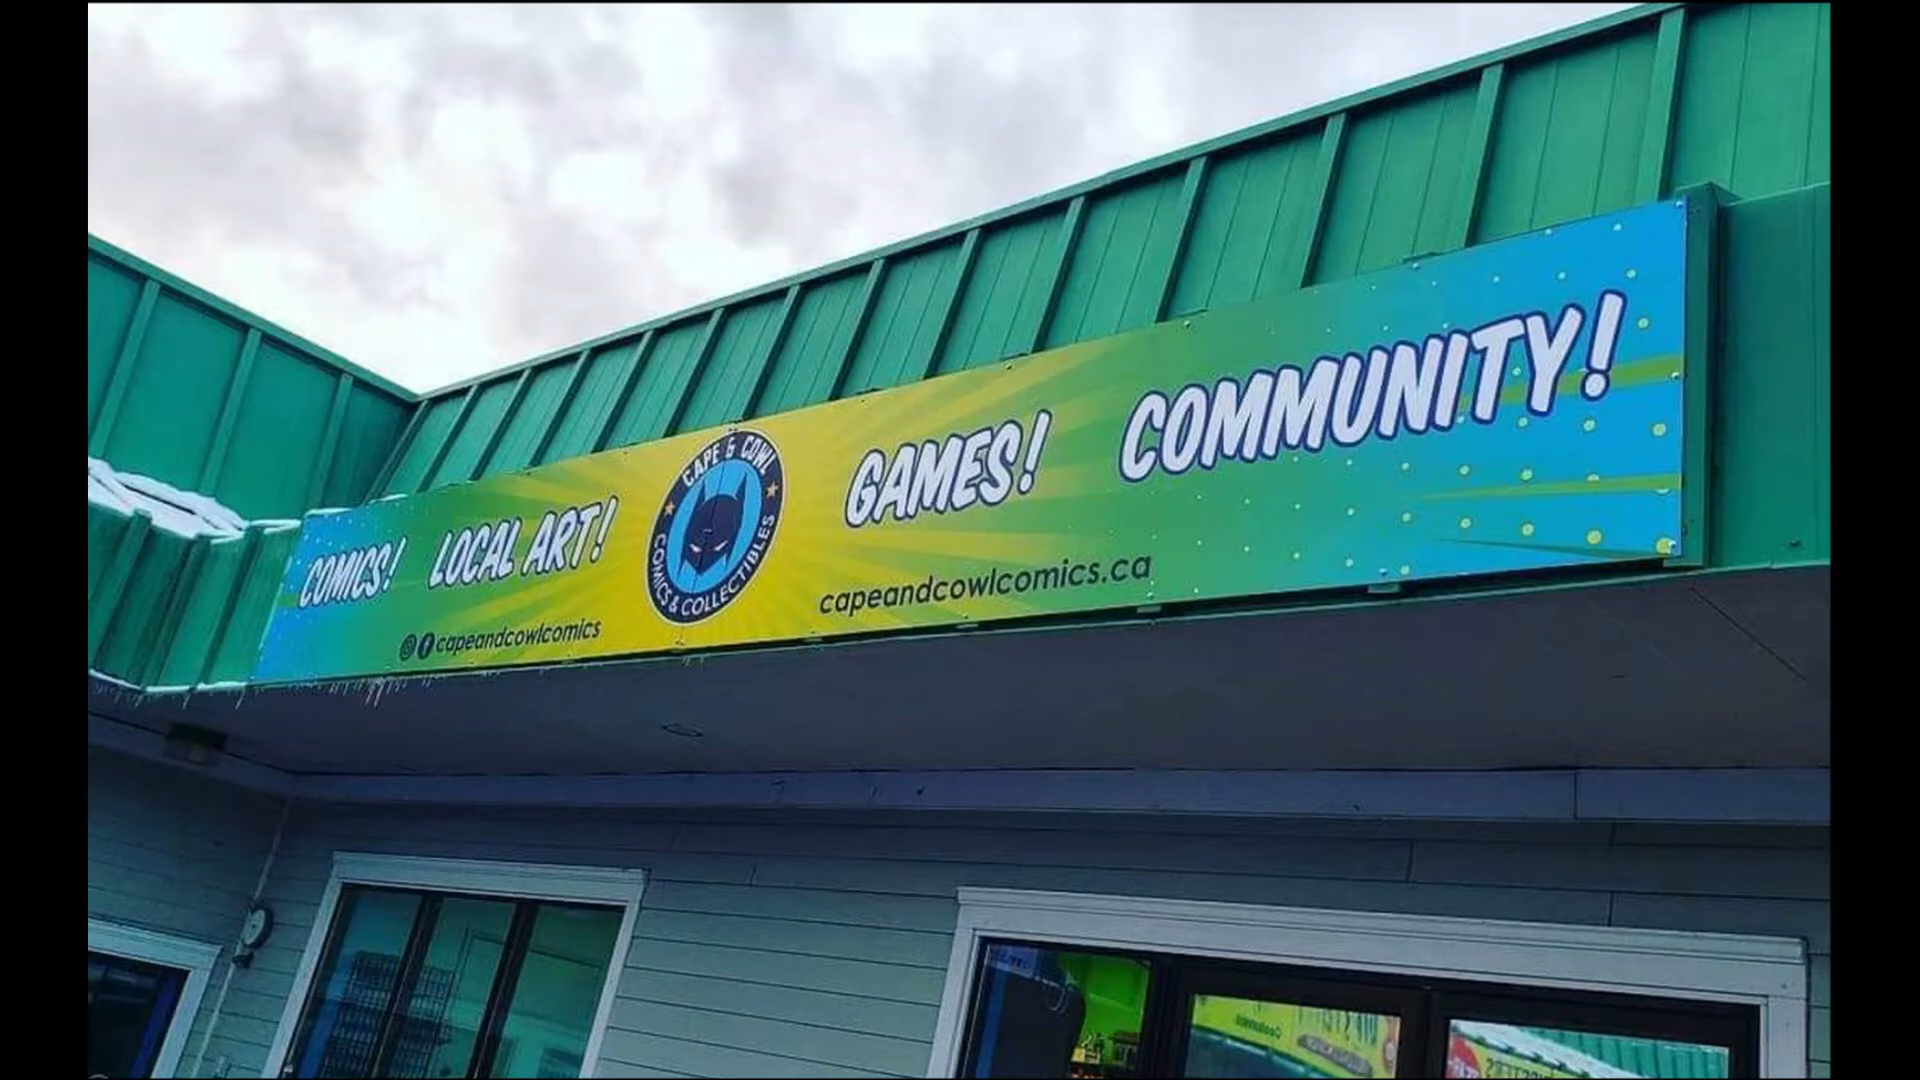 COMICS! LOCAL ART! GAMES! COMMUNITY!
CAPE & COWL
COMICS & COLLECTIBLES
capeandcowlcomics
capeandcowlcomics.ca